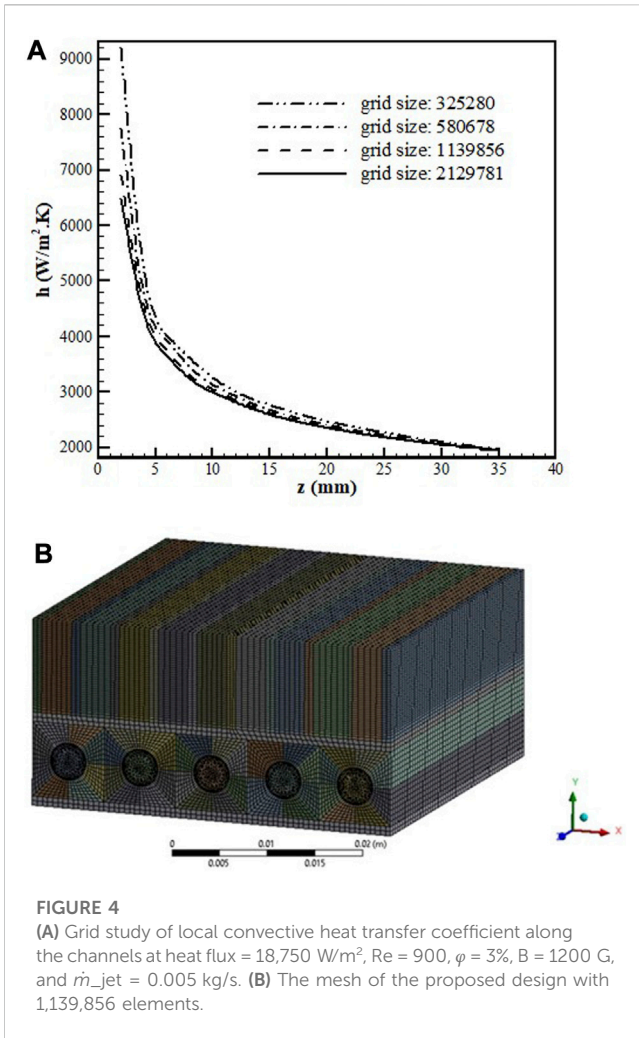 A
9000
8000
7000
6000
5000
4000
3000
2000
h (W/m².K)
grid size: 325280
grid size: 580678
grid size: 1139856
grid size: 2129781
0 5 10 15 20 25 30 35 40
z (mm)
B
0 0.01 0.02 (m)
0.005 0.015
Y
X
FIGURE 4
(A) Grid study of local convective heat transfer coefficient along
the channels at heat flux = 18,750 W/m², Re = 900, φ = 3%, B = 1200 G,
and ṁ_jet = 0.005 kg/s. (B) The mesh of the proposed design with
1,139,856 elements.